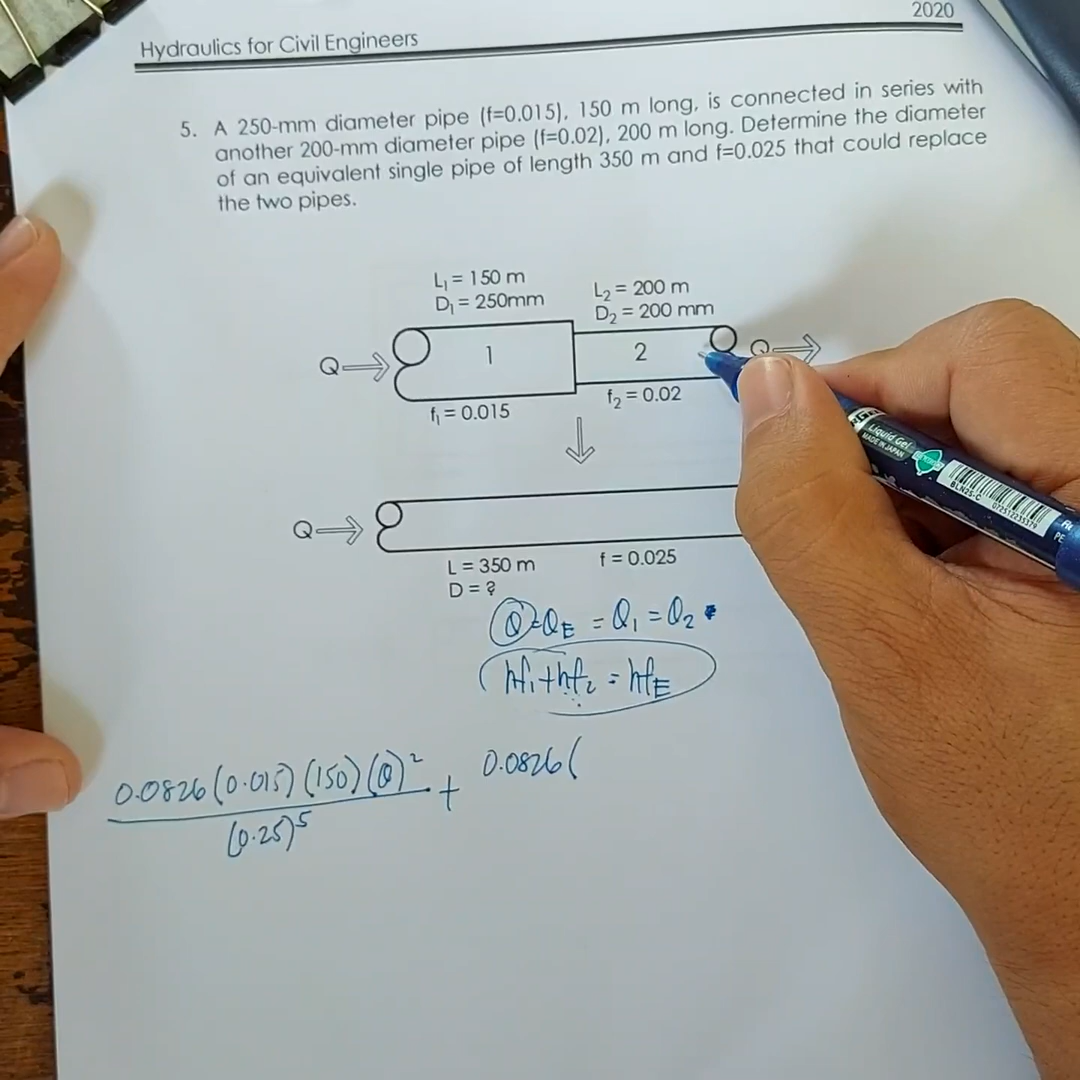 2020
Hydraulics for Civil Engineers
5. A 250-mm diameter pipe (f=0.015), 150 m long, is connected in series with
another 200-mm diameter pipe (f=0.02), 200 m long. Determine the diameter
of an equivalent single pipe of length 350 m and f=0.025 that could replace
the two pipes.
L₁ = 150 m
D₁ = 250mm
L₂ = 200 m
D₂ = 200 mm
Q
1
2
Q
f₁ = 0.015
f₂ = 0.02
Q
L = 350 m
f = 0.025
D = ?
Q=QE = Q₁ = Q₂
hf₁+hf₂ = hfE
0.0826(0.015)(150)(Q)² + 0.0826(
(0.25)⁵
Liquid Gel
MADE IN JAPAN
BLN25-C
072512235379